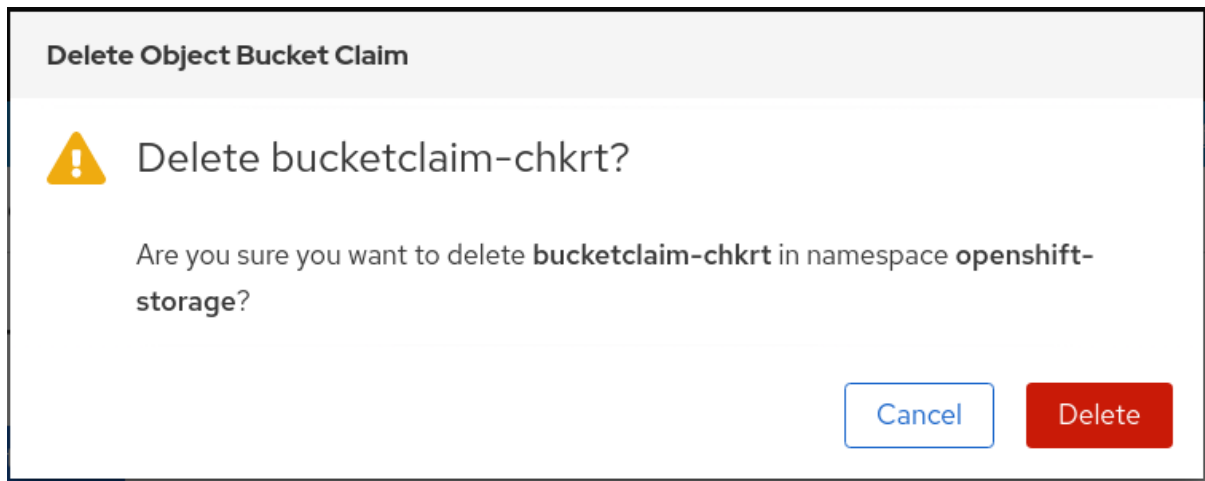 Delete Object Bucket Claim
Delete bucketclaim-chkrt?
Are you sure you want to delete bucketclaim-chkrt in namespace openshift-
storage?
Cancel
Delete